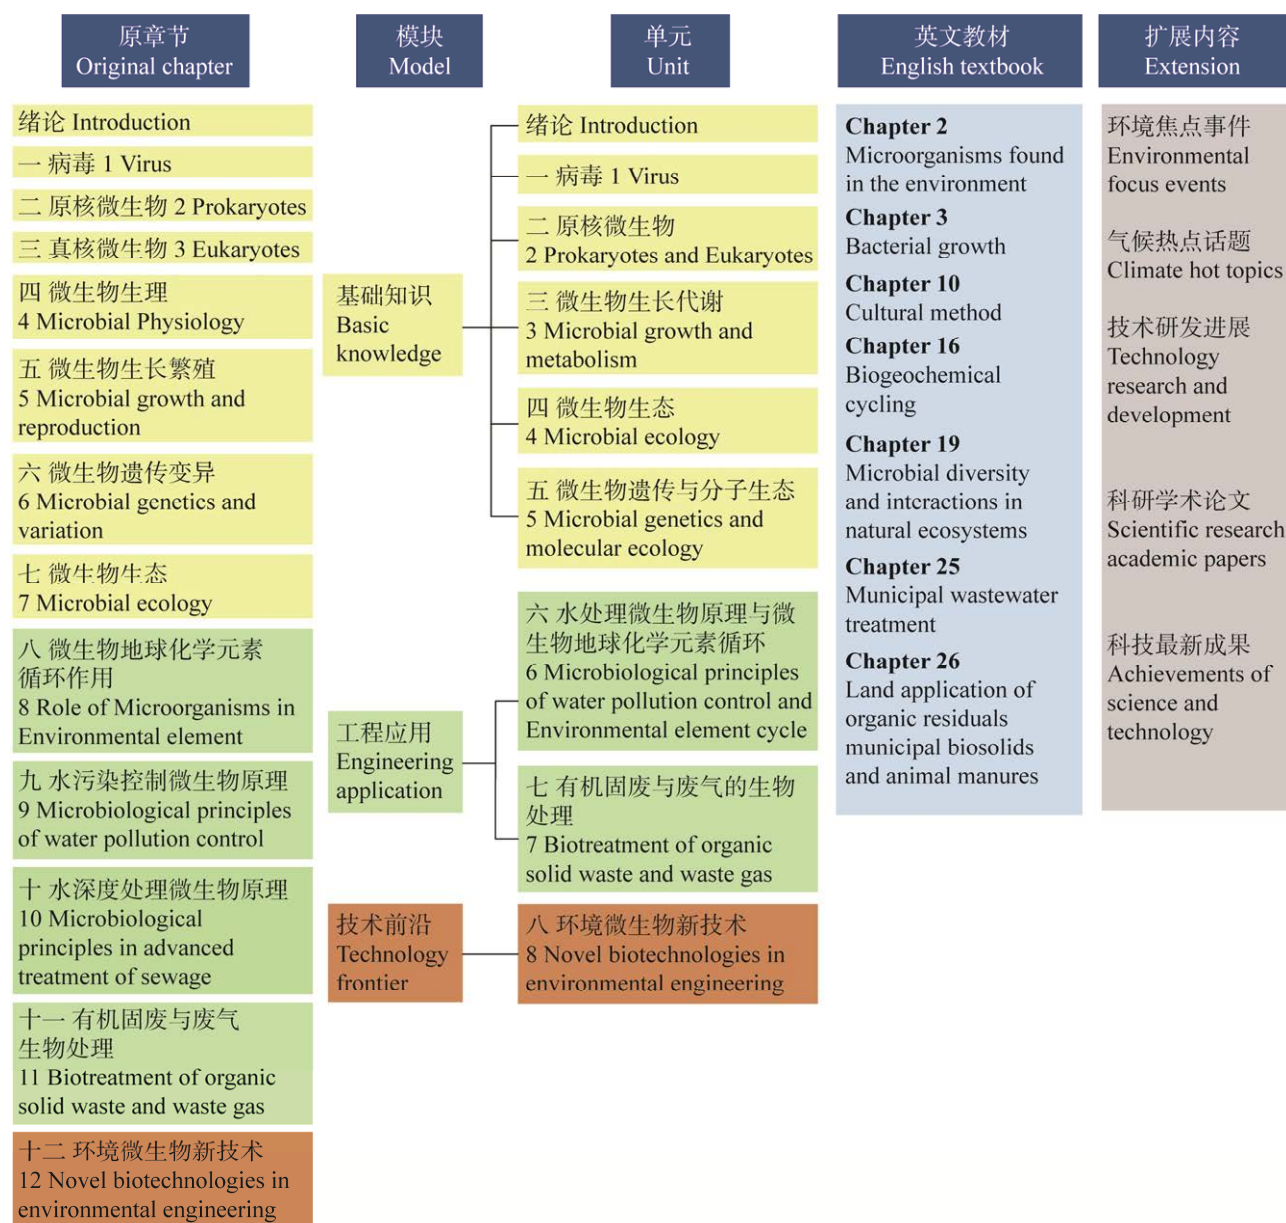 原章节
Original chapter
模块
Model
单元
Unit
英文教材
English textbook
扩展内容
Extension
绪论 Introduction
一 病毒 1 Virus
二 原核微生物 2 Prokaryotes
三 真核微生物 3 Eukaryotes
四 微生物生理
4 Microbial Physiology
五 微生物生长繁殖
5 Microbial growth and
reproduction
六 微生物遗传变异
6 Microbial genetics and
variation
七 微生物生态
7 Microbial ecology
八 微生物地球化学元素
循环作用
8 Role of Microorganisms in
Environmental element
九 水污染控制微生物原理
9 Microbiological principles
of water pollution control
十 水深度处理微生物原理
10 Microbiological
principles in advanced
treatment of sewage
十一 有机固废与废气
生物处理
11 Biotreatment of organic
solid waste and waste gas
十二 环境微生物新技术
12 Novel biotechnologies in
environmental engineering
基础知识
Basic
knowledge
工程应用
Engineering
application
技术前沿
Technology
frontier
绪论 Introduction
一 病毒 1 Virus
二 原核微生物
2 Prokaryotes and Eukaryotes
三 微生物生长代谢
3 Microbial growth and
metabolism
四 微生物生态
4 Microbial ecology
五 微生物遗传与分子生态
5 Microbial genetics and
molecular ecology
六 水处理微生物原理与微
生物地球化学元素循环
6 Microbiological principles
of water pollution control and
Environmental element cycle
七 有机固废与废气的生物
处理
7 Biotreatment of organic
solid waste and waste gas
八 环境微生物新技术
8 Novel biotechnologies in
environmental engineering
Chapter 2
Microorganisms found
in the environment
Chapter 3
Bacterial growth
Chapter 10
Cultural method
Chapter 16
Biogeochemical
cycling
Chapter 19
Microbial diversity
and interactions in
natural ecosystems
Chapter 25
Municipal wastewater
treatment
Chapter 26
Land application of
organic residuals
municipal biosolids
and animal manures
环境焦点事件
Environmental
focus events
气候热点话题
Climate hot topics
技术研发进展
Technology
research and
development
科研学术论文
Scientific research
academic papers
科技最新成果
Achievements of
science and
technology